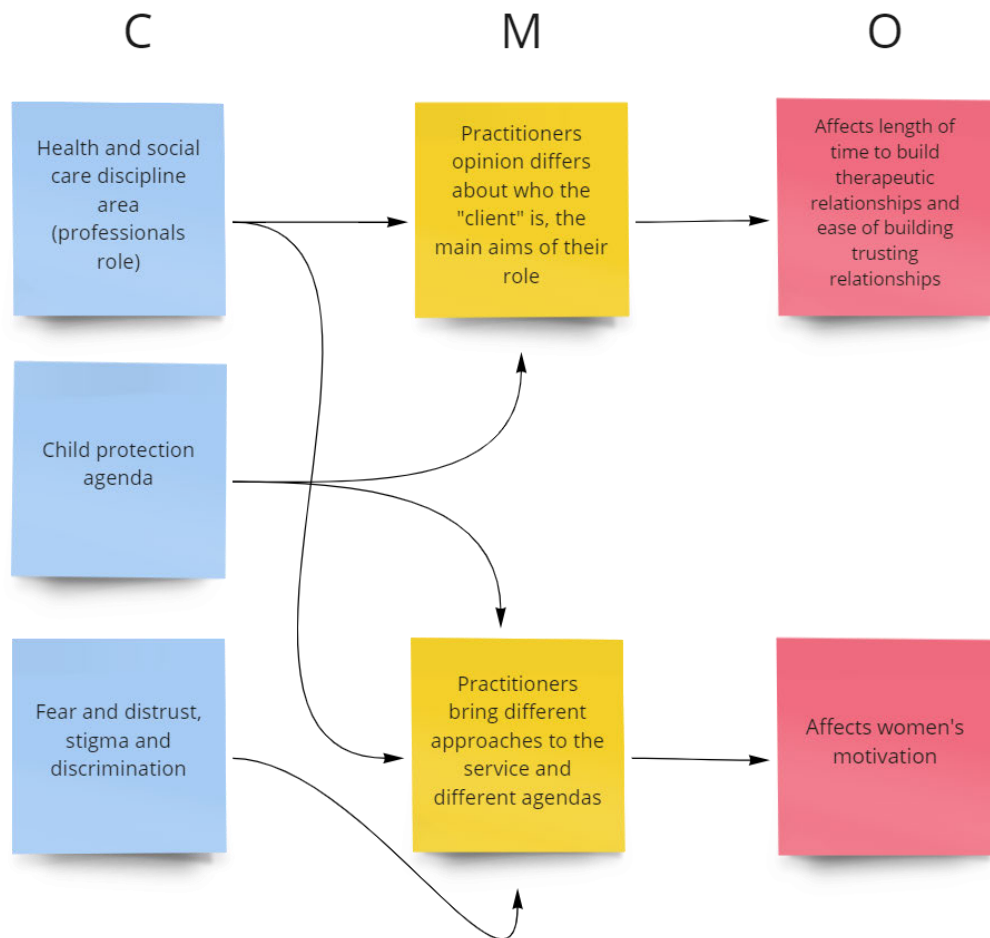 C
M
O
Health and social
care discipline
area
(professionals
role)
Practitioners
opinion differs
about who the
"client" is, the
main aims of their
role
Affects length of
time to build
therapeutic
relationships and
ease of building
trusting
relationships
Child protection
agenda
Fear and distrust,
stigma and
discrimination
Practitioners
bring different
approaches to the
service and
different agendas
Affects women's
motivation